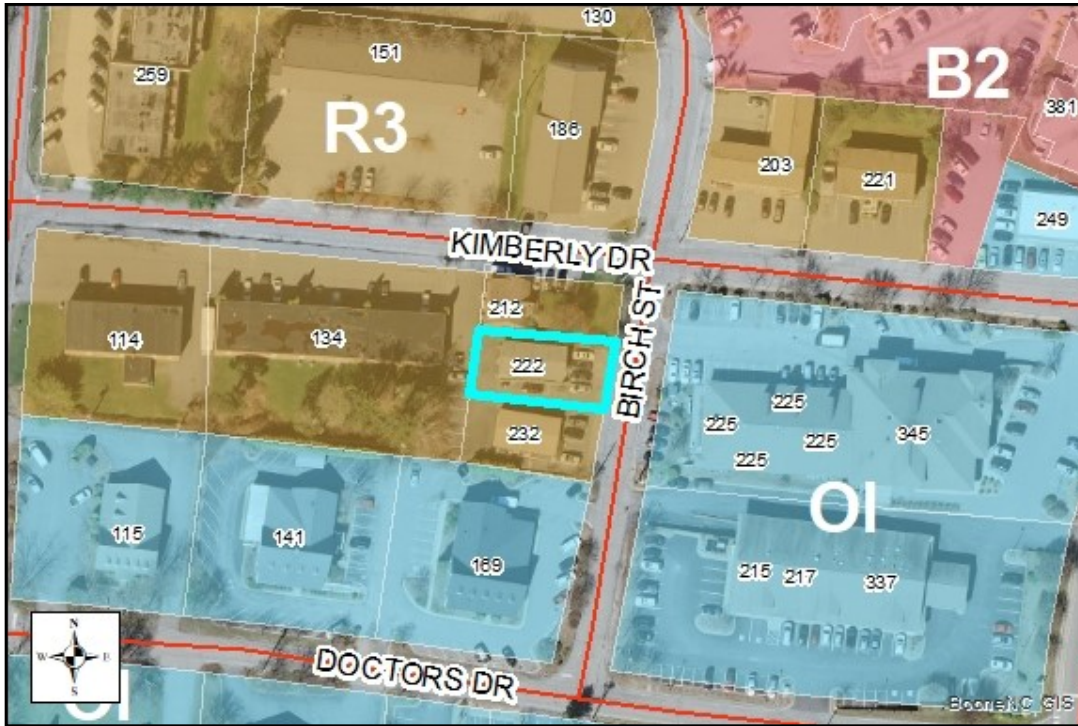 130
151
259
B2
R3
381
186
203
221
249
KIMBERLY DR
212
BIRCH ST
114
134
222
225
225
225
345
232
225
OI
115
141
169
215 217 337
N
W E
S
DOCTORS DR
OI
Boone NC GIS